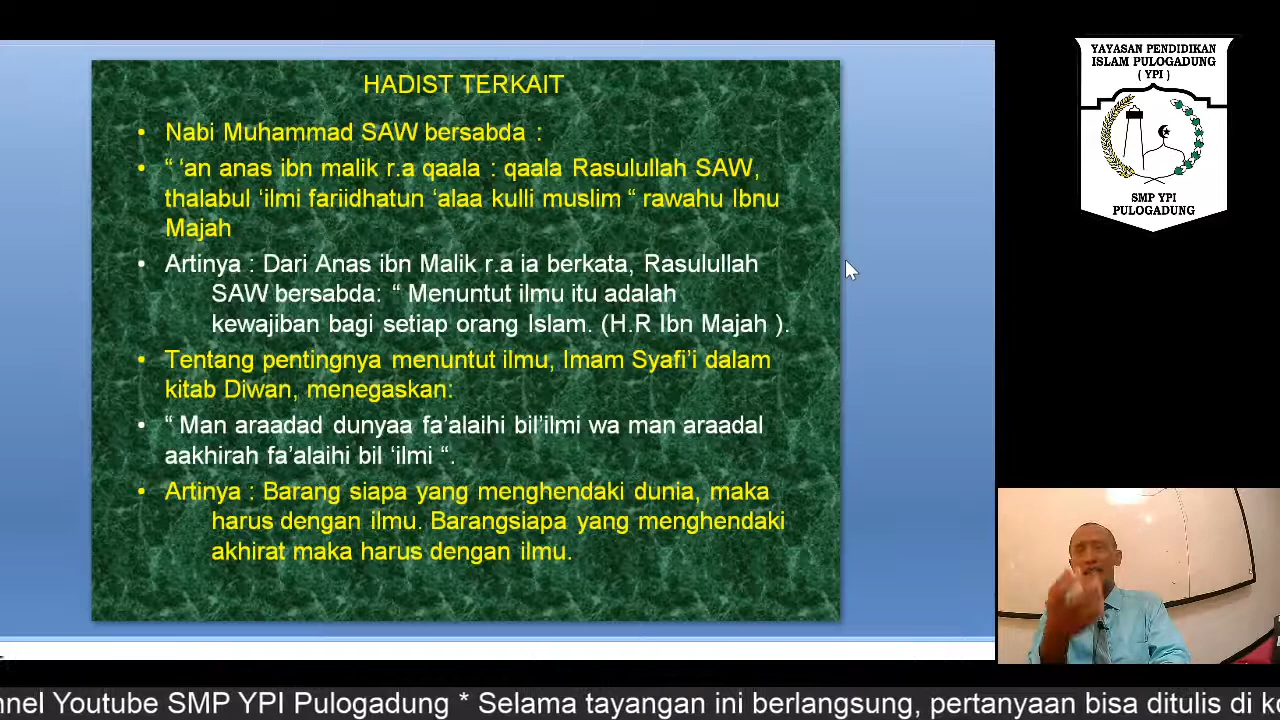 HADIST TERKAIT
• Nabi Muhammad SAW bersabda :
• “ ‘an anas ibn malik r.a qaala : qaala Rasulullah SAW,
thalabul ‘ilmi fariidhatun ‘alaa kulli muslim “ rawahu Ibnu
Majah
• Artinya : Dari Anas ibn Malik r.a ia berkata, Rasulullah
SAW bersabda: “ Menuntut ilmu itu adalah
kewajiban bagi setiap orang Islam. (H.R Ibn Majah ).
• Tentang pentingnya menuntut ilmu, Imam Syafi’i dalam
kitab Diwan, menegaskan:
• “ Man araadad dunyaa fa’alaihi bil’ilmi wa man araadal
aakhirah fa’alaihi bil ‘ilmi “.
• Artinya : Barang siapa yang menghendaki dunia, maka
harus dengan ilmu. Barangsiapa yang menghendaki
akhirat maka harus dengan ilmu.
YAYASAN PENDIDIKAN
ISLAM PULOGADUNG
( YPI )
SMP YPI
PULOGADUNG
nnel Youtube SMP YPI Pulogadung * Selama tayangan ini berlangsung, pertanyaan bisa ditulis di ko